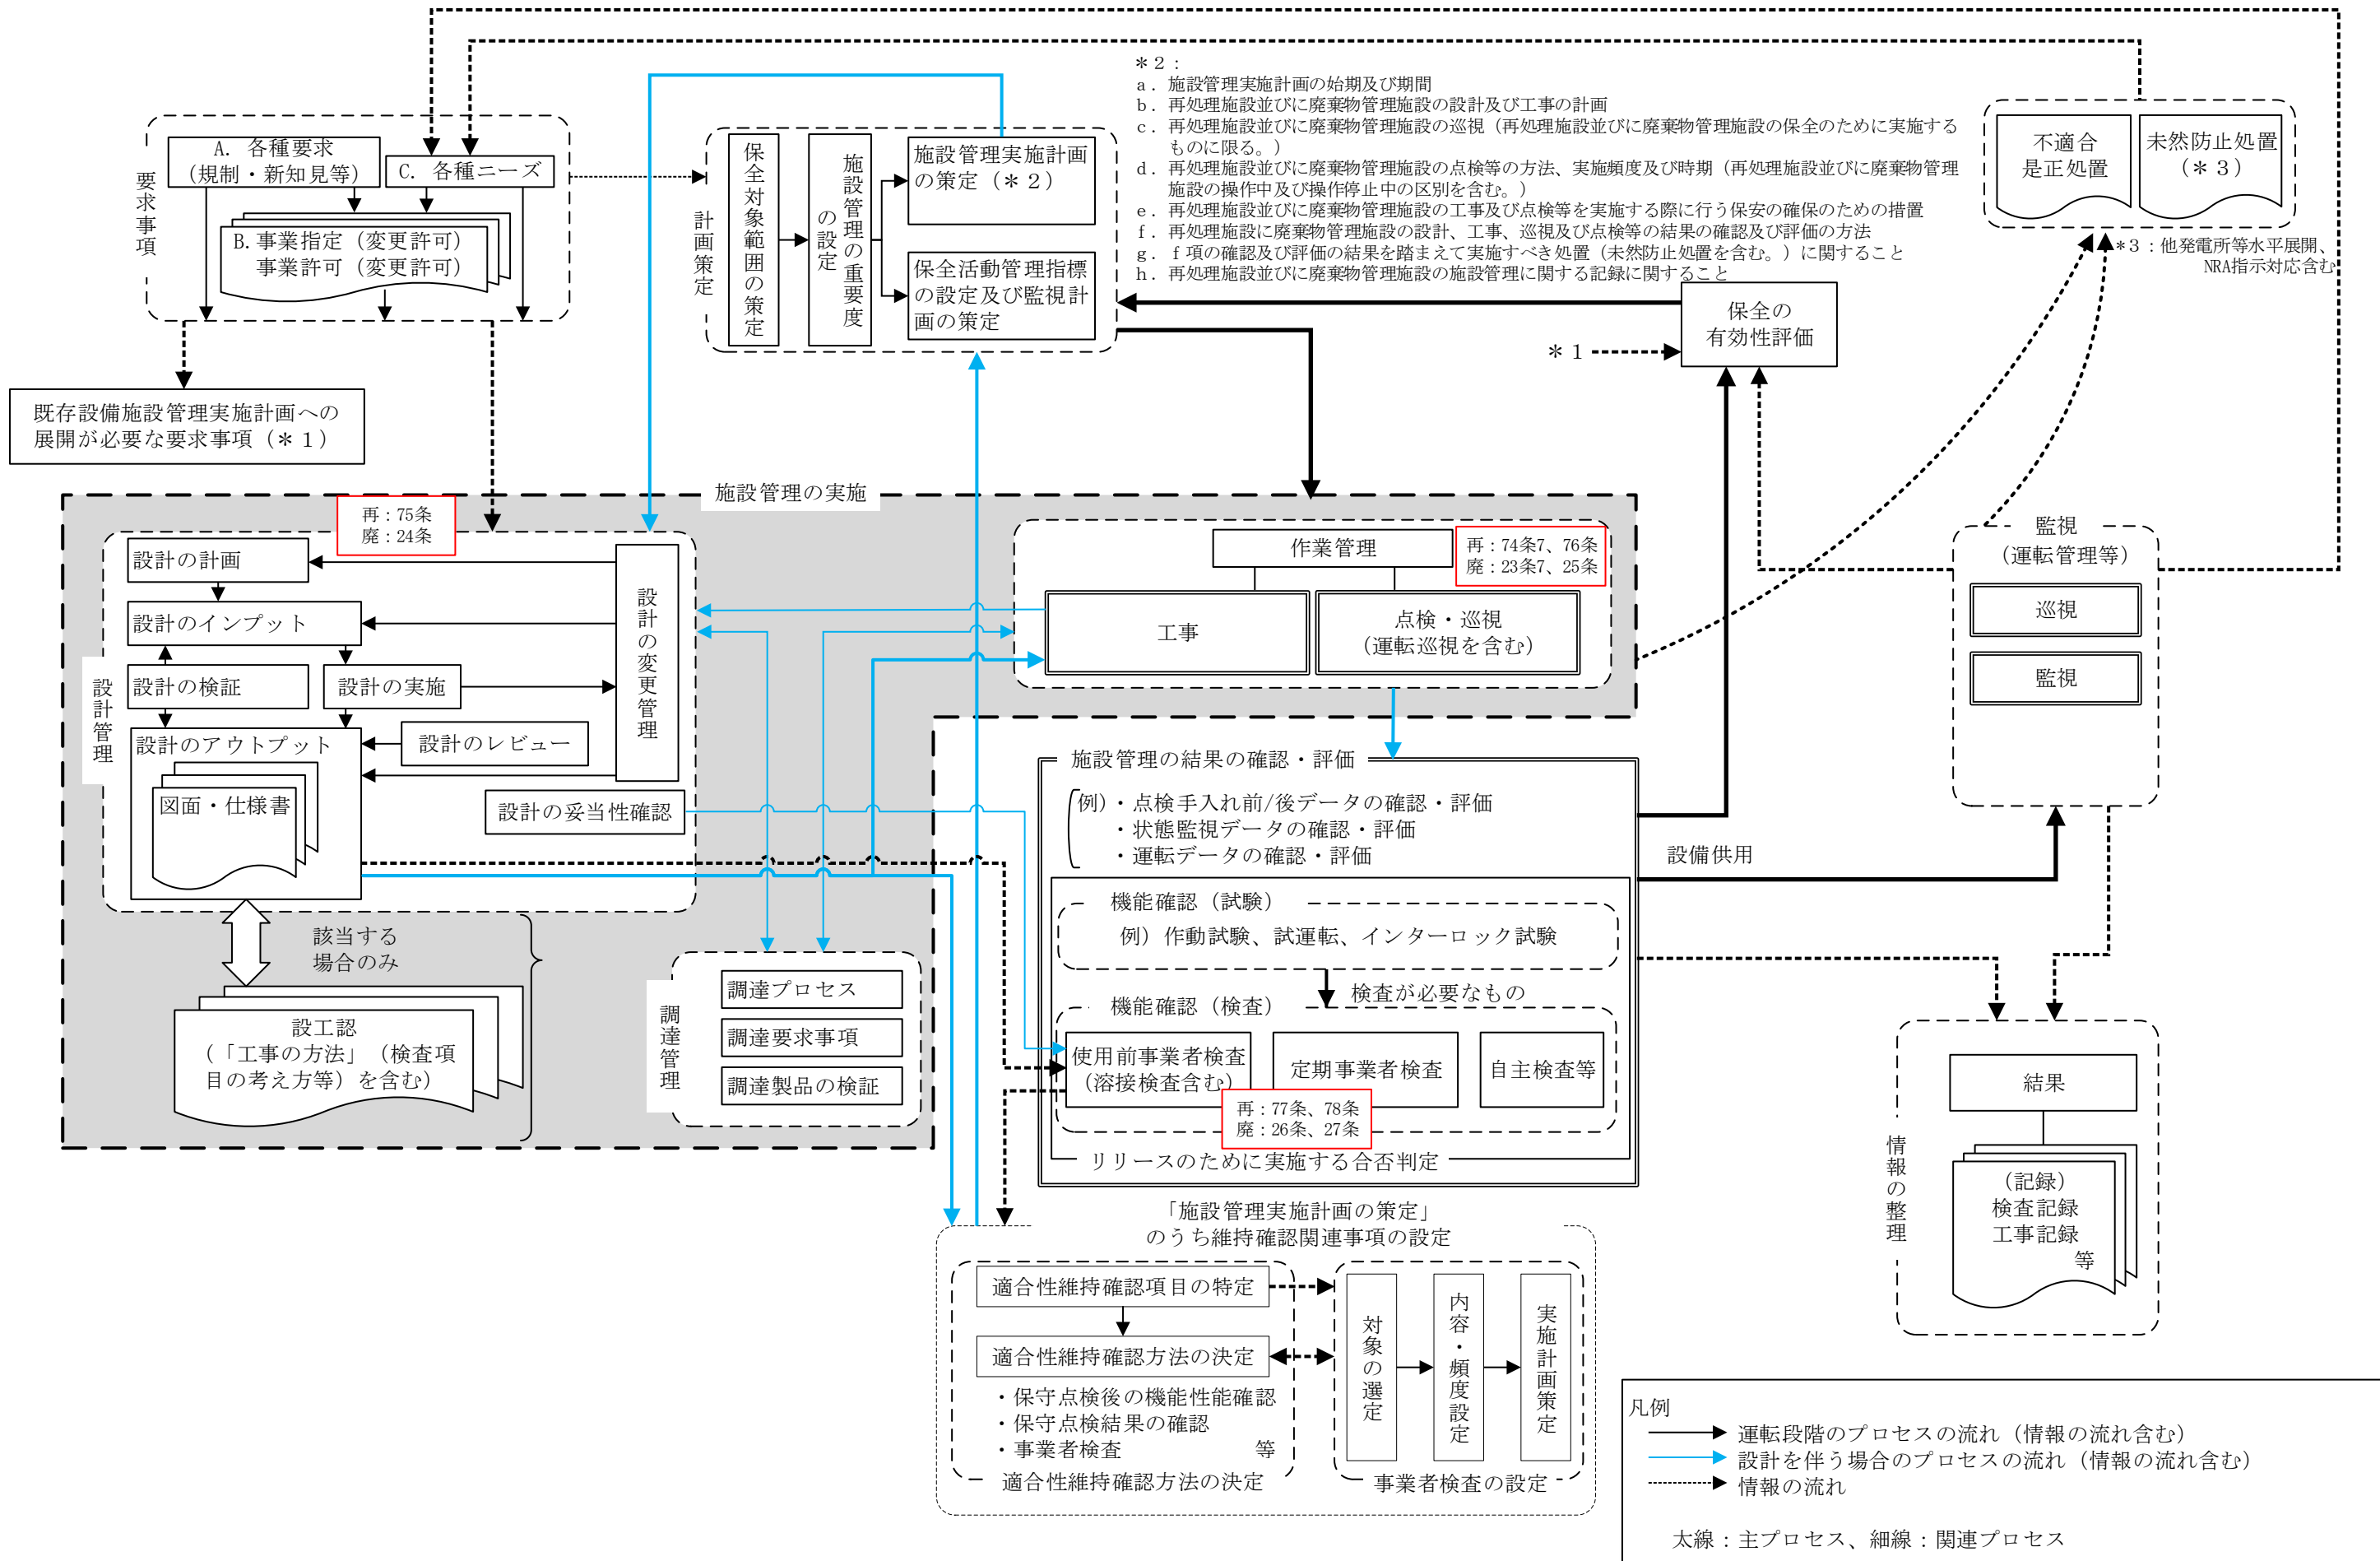 ＊２：
ａ．施設管理実施計画の始期及び期間
ｂ．再処理施設並びに廃棄物管理施設の設計及び工事の計画
ｃ．再処理施設並びに廃棄物管理施設の巡視（再処理施設並びに廃棄物管理施設の保全のために実施する
ものに限る。）
ｄ．再処理施設並びに廃棄物管理施設の点検等の方法、実施頻度及び時期（再処理施設並びに廃棄物管理
施設の操作中及び操作停止中の区別を含む。）
ｅ．再処理施設並びに廃棄物管理施設の工事及び点検等を実施する際に行う保安の確保のための措置
ｆ．再処理施設に廃棄物管理施設の設計、工事、巡視及び点検等の結果の確認及び評価の方法
ｇ．ｆ項の確認及び評価の結果を踏まえて実施すべき処置（未然防止処置を含む。）に関すること
ｈ．再処理施設並びに廃棄物管理施設の施設管理に関する記録に関すること
要求事項
A. 各種要求
（規制・新知見等）
C. 各種ニーズ
B.事業指定（変更許可）
事業許可（変更許可）
計画策定
保全対象範囲の策定
施設管理の重要度
の設定
施設管理実施計画
の策定（＊２）
保全活動管理指標
の設定及び監視計
画の策定
不適合
是正処置
未然防止処置
（＊３）
＊３：他発電所等水平展開、
NRA指示対応含む
保全の
有効性評価
＊１
既存設備施設管理実施計画への
展開が必要な要求事項（＊１）
施設管理の実施
再：75条
廃：24条
設計管理
設計の計画
設計のインプット
設計の検証
設計の実施
設計のアウトプット
図面・仕様書
設計のレビュー
設計の変更管理
設計の妥当性確認
該当する
場合のみ
設工認
（「工事の方法」（検査項
目の考え方等）を含む）
調達管理
調達プロセス
調達要求事項
調達製品の検証
作業管理
再：74条7、76条
廃：23条7、25条
工事
点検・巡視
（運転巡視を含む）
監視
（運転管理等）
巡視
監視
施設管理の結果の確認・評価
例）・点検手入れ前/後データの確認・評価
・状態監視データの確認・評価
・運転データの確認・評価
設備供用
機能確認（試験）
例）作動試験、試運転、インターロック試験
検査が必要なもの
機能確認（検査）
使用前事業者検査
（溶接検査含む）
定期事業者検査
自主検査等
再：77条、78条
廃：26条、27条
リリースのために実施する合否判定
情報の整理
結果
（記録）
検査記録
工事記録
等
「施設管理実施計画の策定」
のうち維持確認関連事項の設定
適合性維持確認項目の特定
適合性維持確認方法の決定
・保守点検後の機能性能確認
・保守点検結果の確認
・事業者検査　　　　　　等
適合性維持確認方法の決定
対象の選定
内容・頻度設定
実施計画策定
事業者検査の設定
凡例
運転段階のプロセスの流れ（情報の流れ含む）
設計を伴う場合のプロセスの流れ（情報の流れ含む）
情報の流れ
太線：主プロセス、細線：関連プロセス